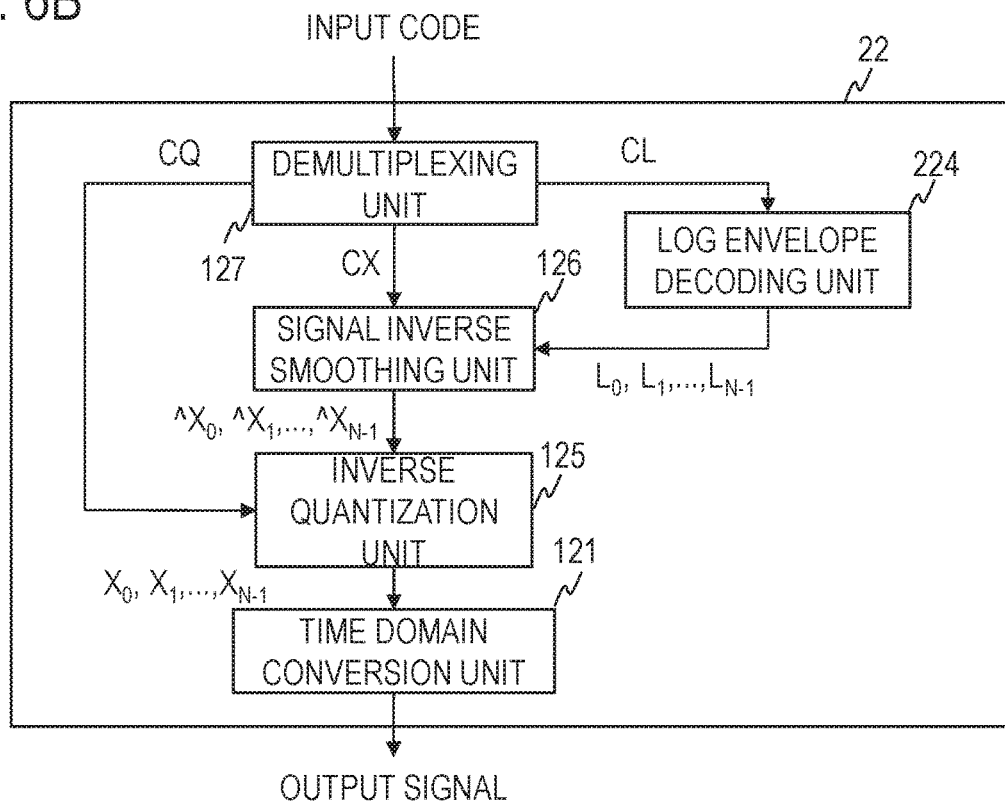 . 6B
INPUT CODE
22
CQ
DEMULTIPLEXING
UNIT
CL
224
127
CX
126
LOG ENVELOPE
DECODING UNIT
SIGNAL INVERSE
SMOOTHING UNIT
L0, L1,...,LN-1
^X0, ^X1,...,^XN-1
125
INVERSE
QUANTIZATION
UNIT
121
X0, X1,...,XN-1
TIME DOMAIN
CONVERSION UNIT
OUTPUT SIGNAL